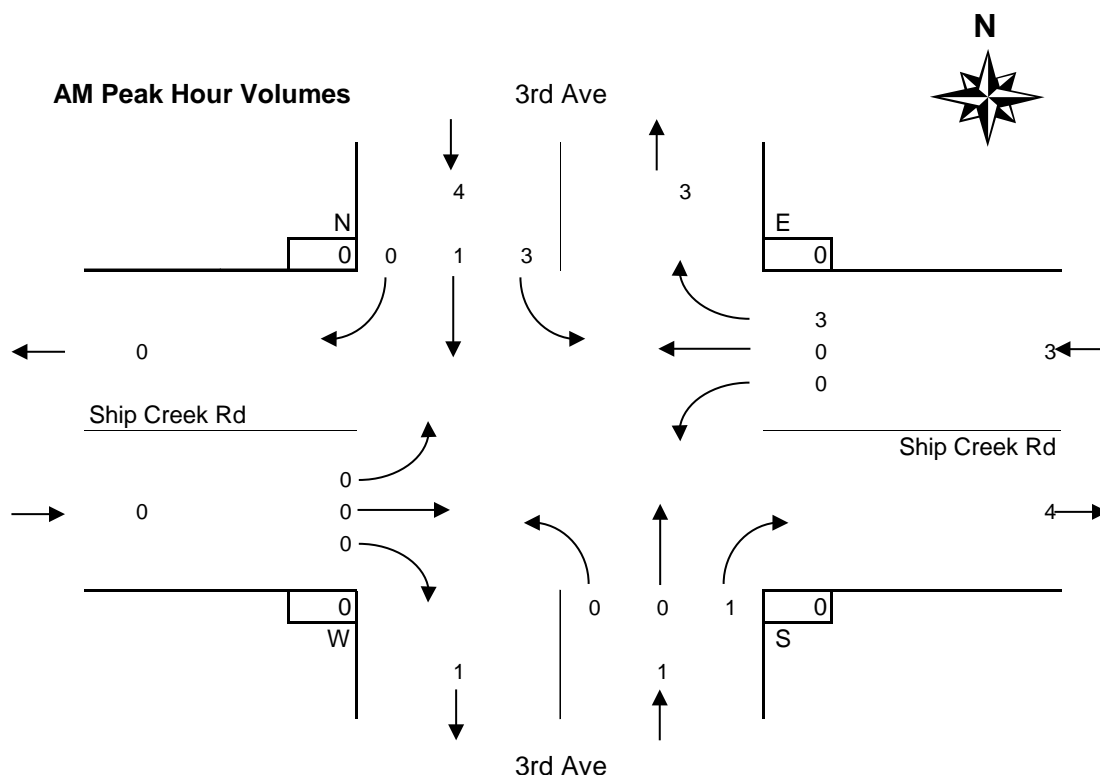 N
AM Peak Hour Volumes 3rd Ave
4 3
N E
0 0 1 3 0
3
0 0 3
0
Ship Creek Rd
Ship Creek Rd
0
0 0 4
0
0 0 0 1 0
W S
1 1
3rd Ave